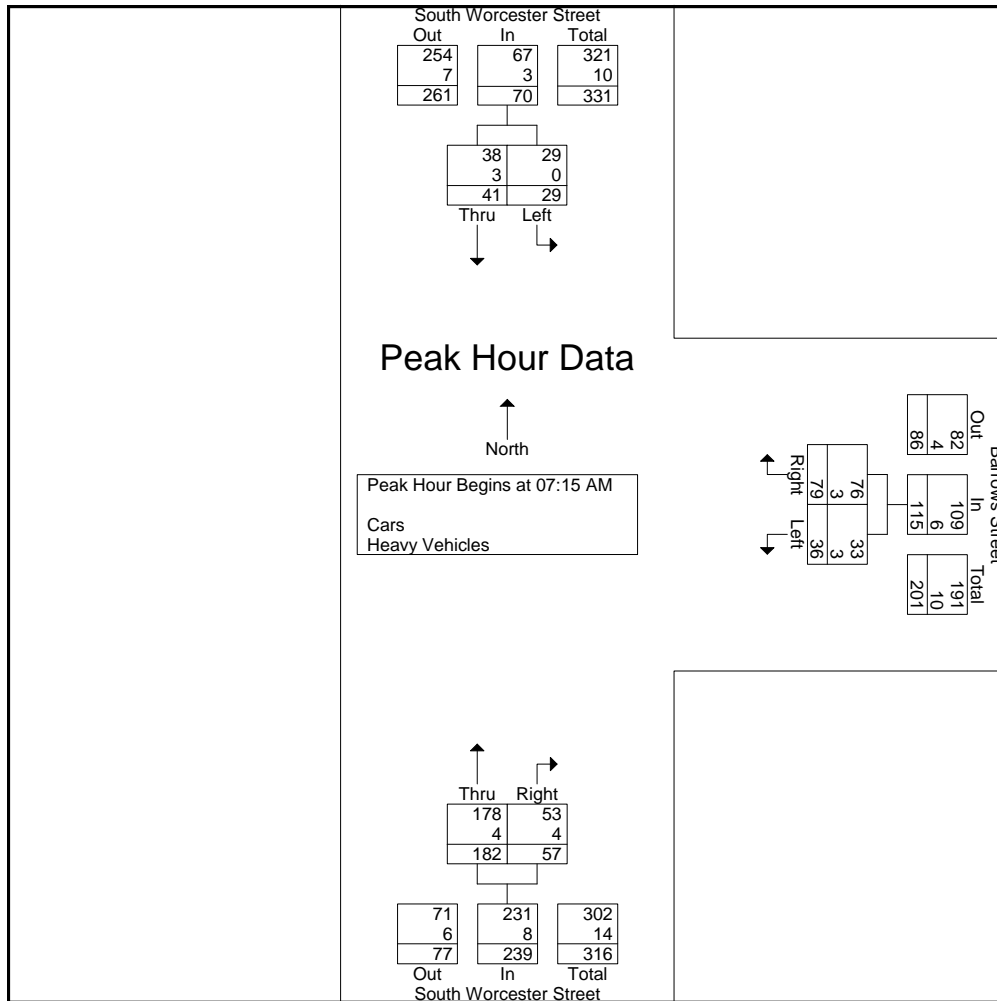 South Worcester Street
Out In Total
254 67 321
7 3 10
261 70 331
38 29
3 0
41 29
Thru Left
Peak Hour Data
North
Peak Hour Begins at 07:15 AM
Cars
Heavy Vehicles
Barrows Street
Out In Total
82 109 191
4 6 10
86 115 201
76 33
3 3
79 36
Right Left
Thru Right
178 53
4 4
182 57
71 231 302
6 8 14
77 239 316
Out In Total
South Worcester Street